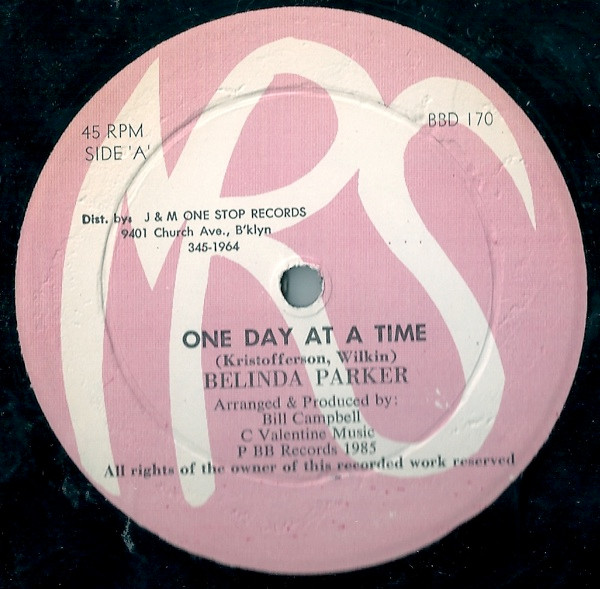 MRS
45 RPM
SIDE 'A'
BBD 170
Dist. by: J & M ONE STOP RECORDS
9401 Church Ave., B'klyn
345-1964
ONE DAY AT A TIME
(Kristofferson, Wilkin)
BELINDA PARKER
Arranged & Produced by:
Bill Campbell
C Valentine Music
P BB Records 1985
All rights of the owner of this recorded work reserved